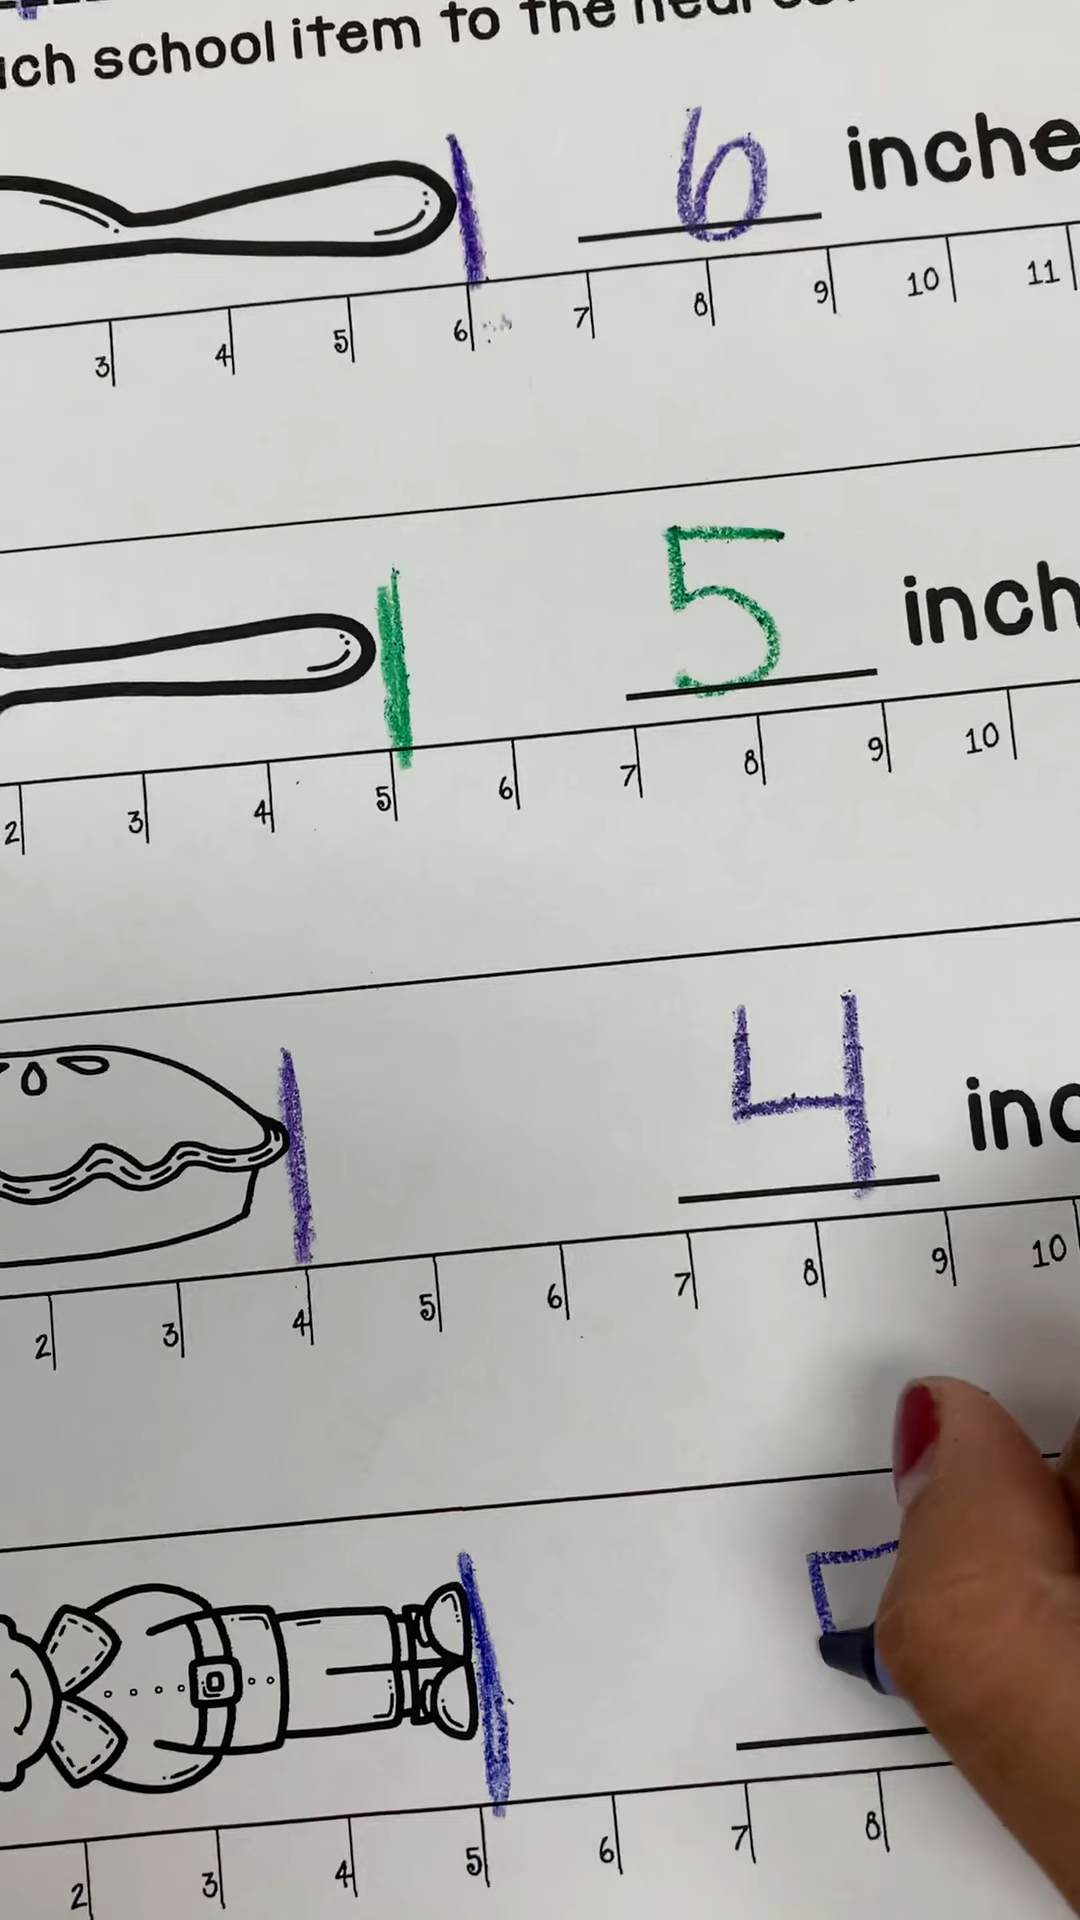 ach school item to the near
6 inche
3 4 5 6 7 8 9 10 11
5 inch
2 3 4 5 6 7 8 9 10
4 inc
2 3 4 5 6 7 8 9 10
2 3 4 5 6 7 8